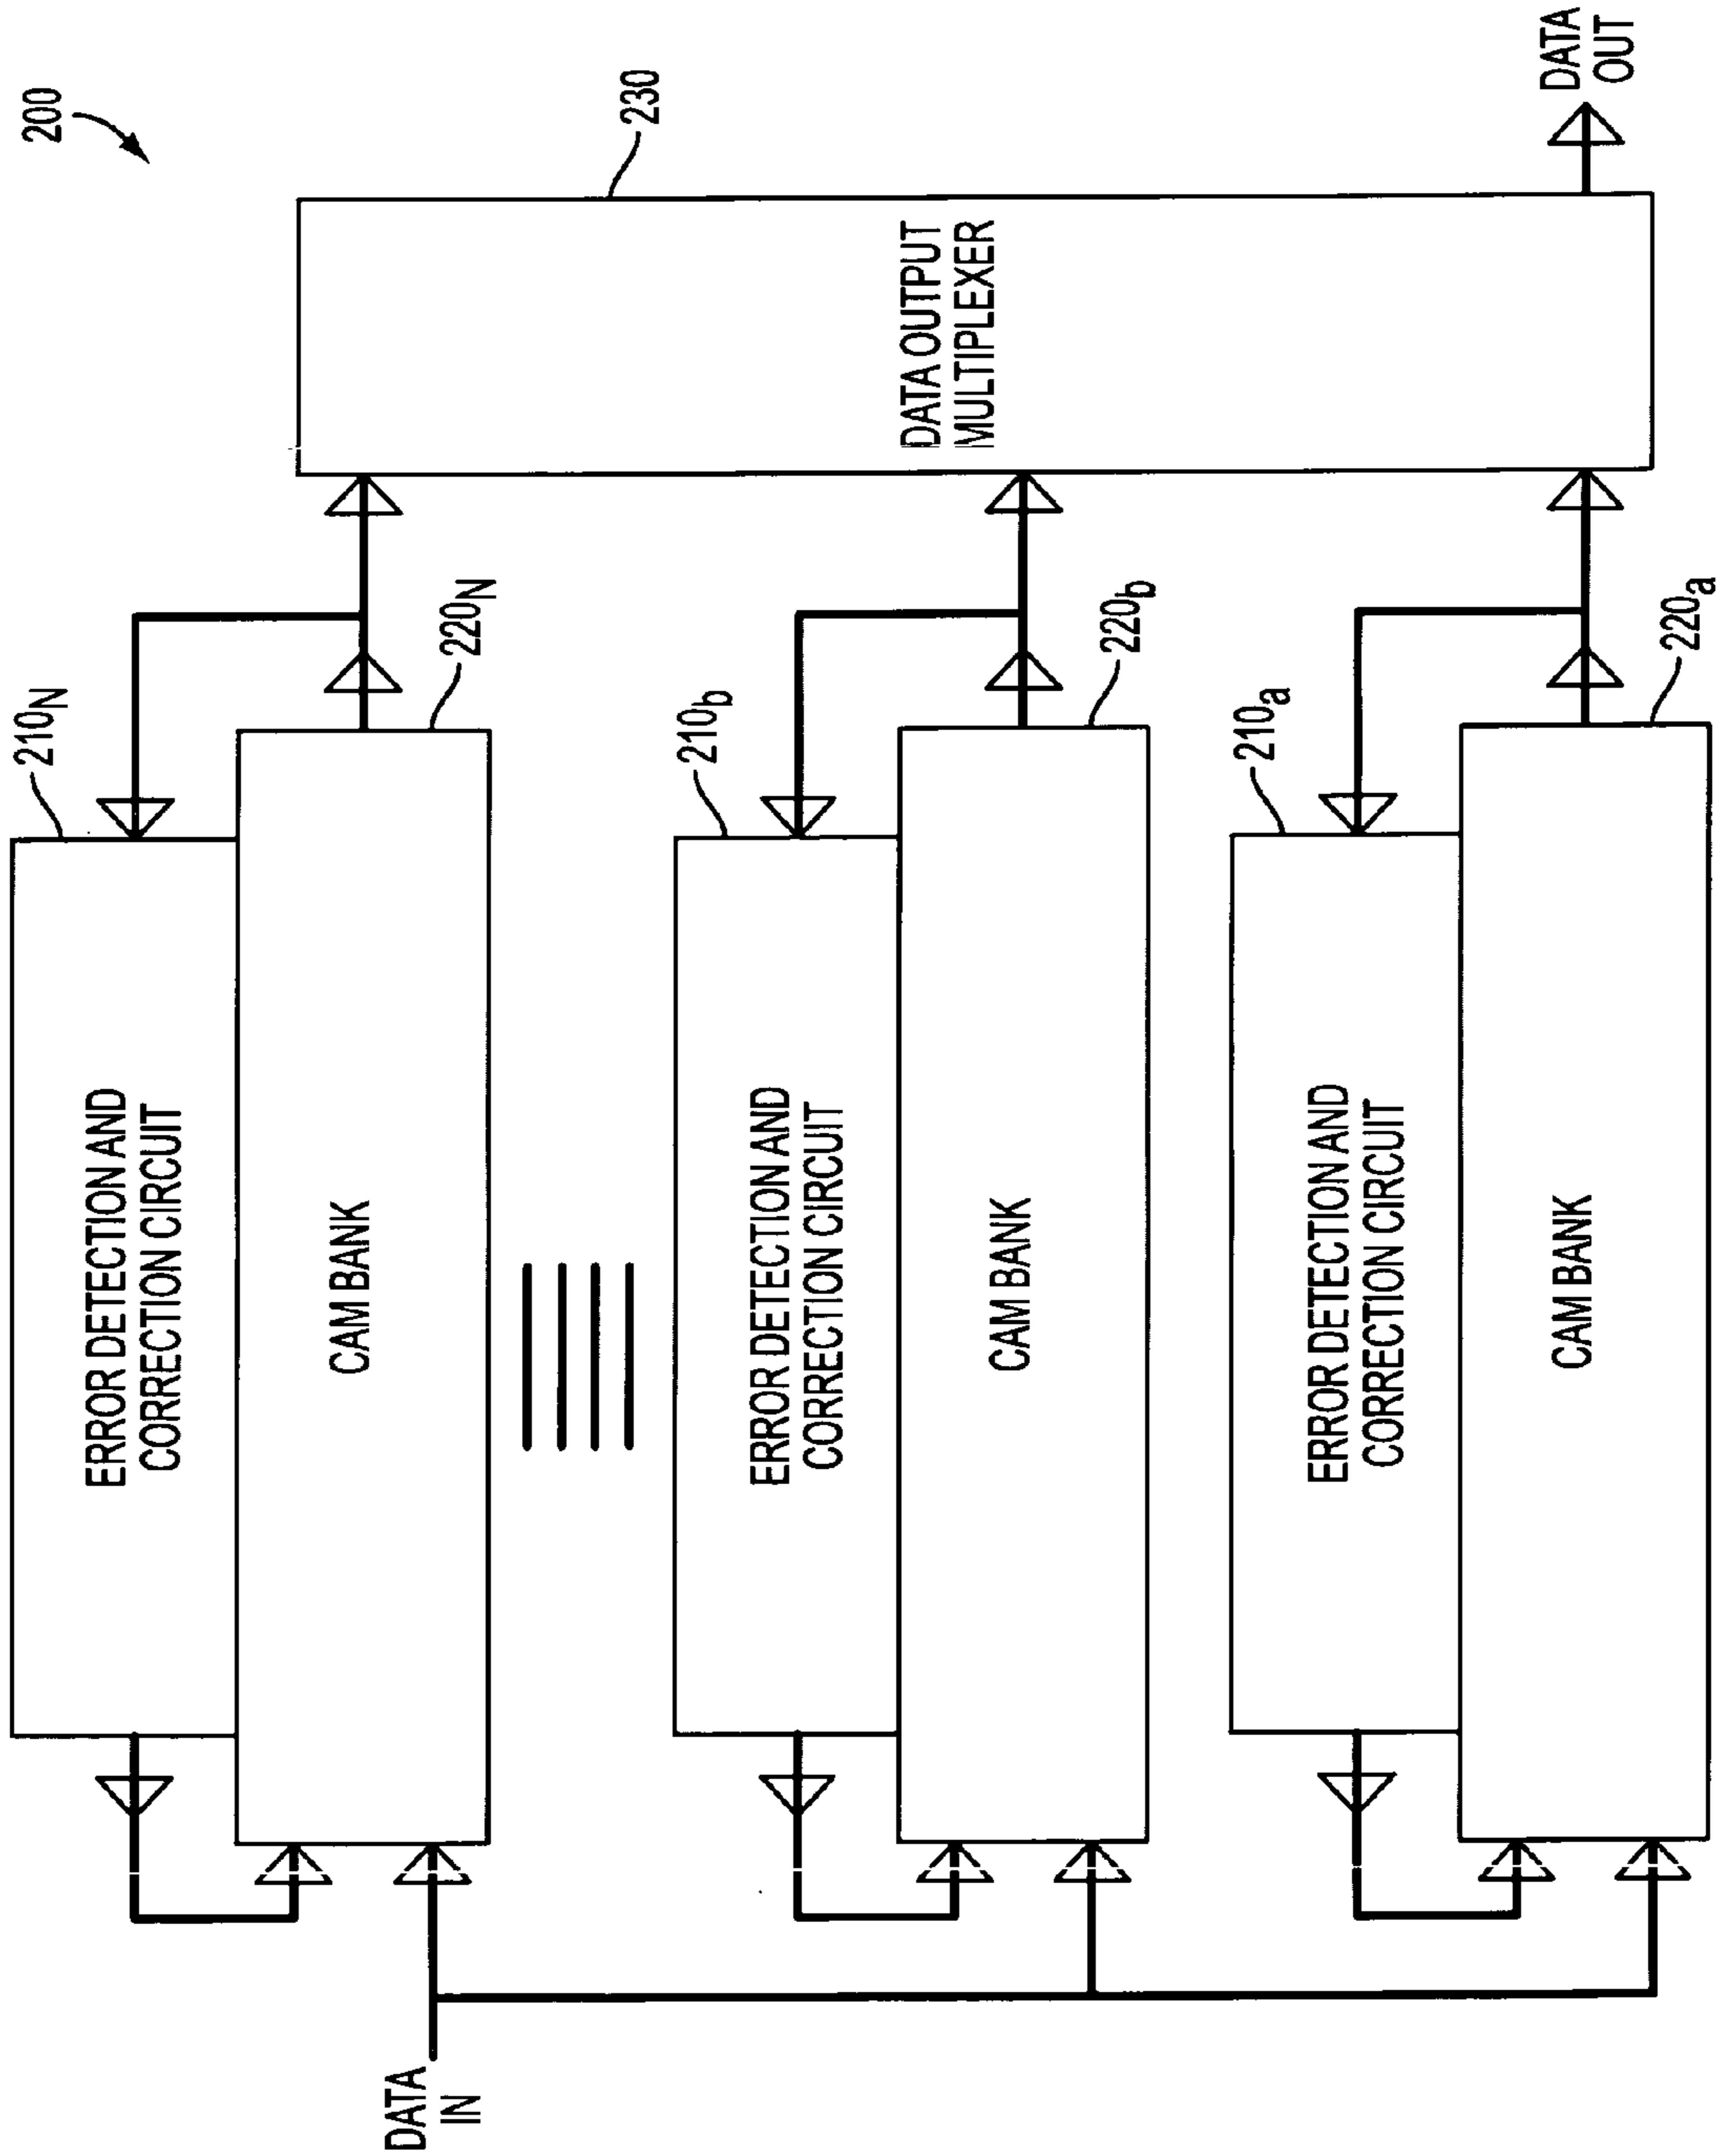 200
210N
ERROR DETECTION AND
CORRECTION CIRCUIT
CAM BANK
220N
210b
ERROR DETECTION AND
CORRECTION CIRCUIT
CAM BANK
220b
210a
ERROR DETECTION AND
CORRECTION CIRCUIT
CAM BANK
220a
DATA
IN
DATA OUTPUT
MULTIPLEXER
230
DATA
OUT